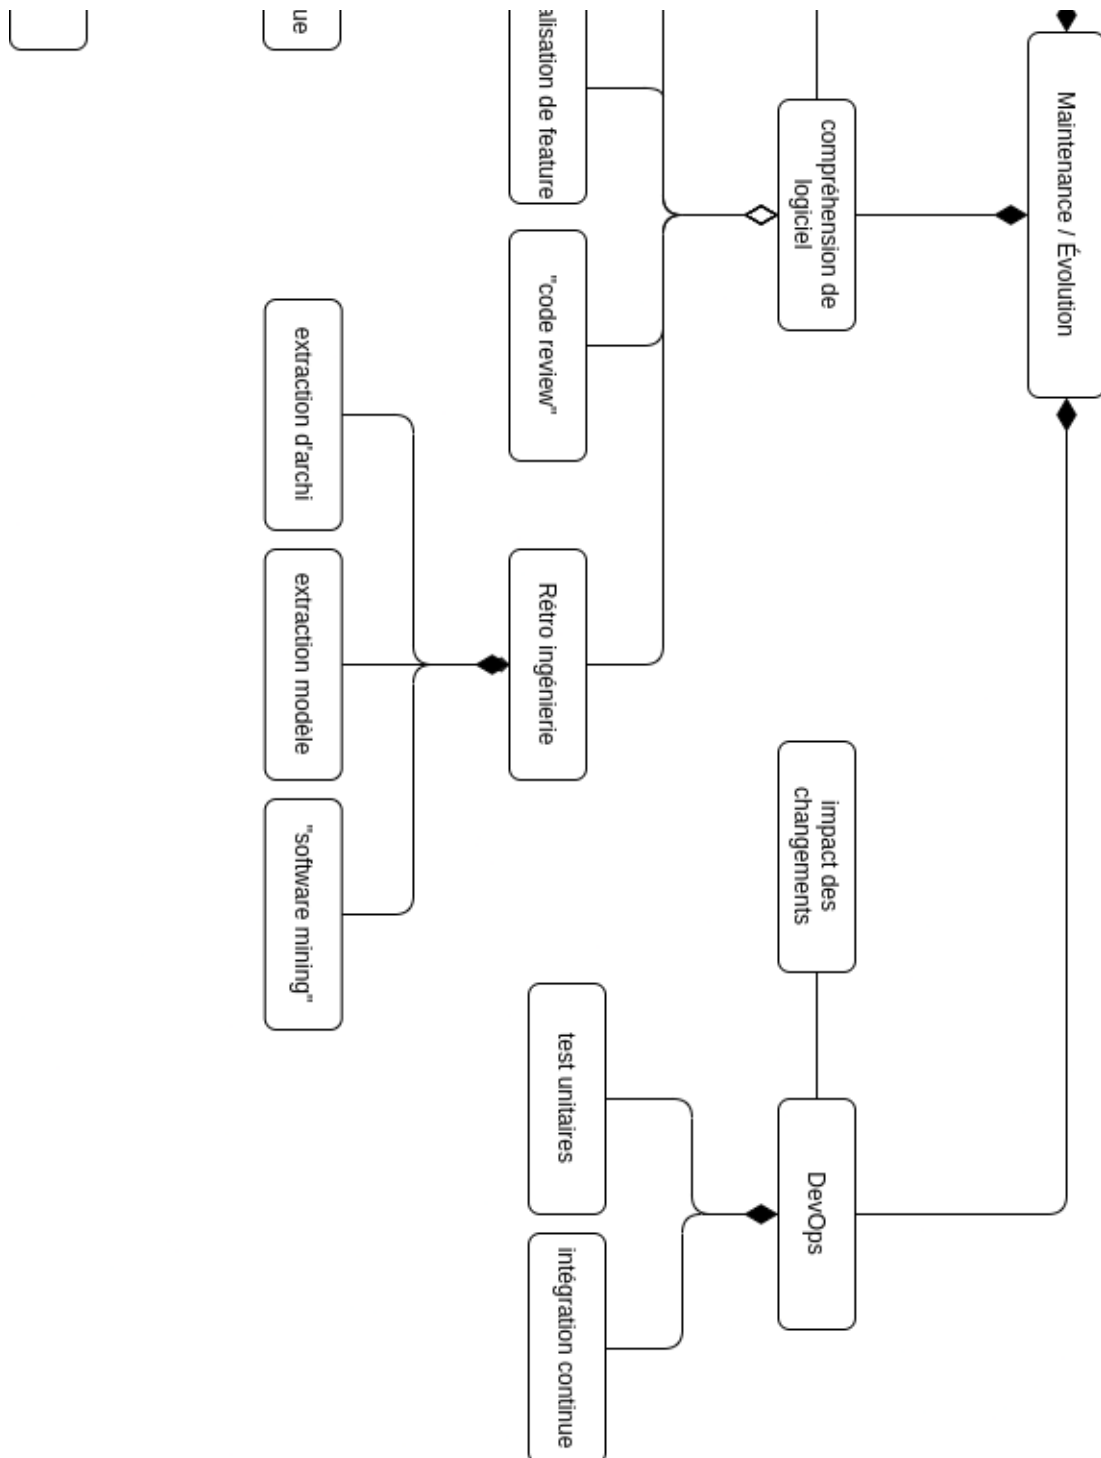 Maintenance / Évolution
compréhension de
logiciel
impact des
changements
DevOps
alisation de feature
"code review"
Rétro ingénierie
test unitaires
intégration continue
ue
extraction d'archi
extraction modèle
"software mining"